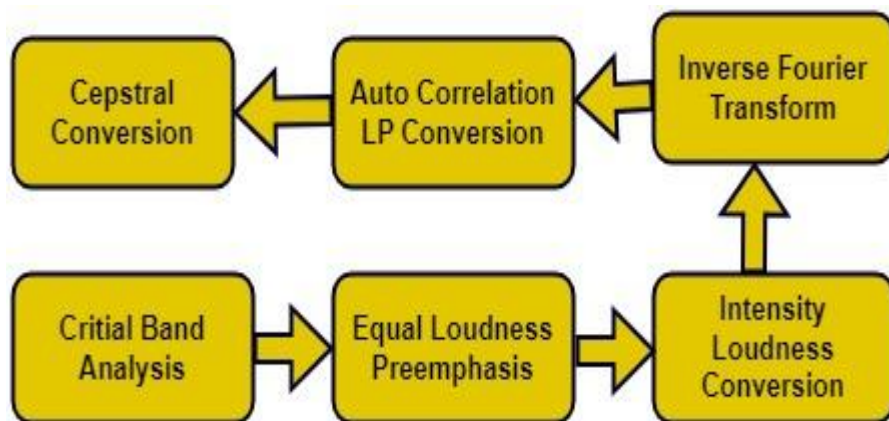 Cepstral
Conversion
Auto Correlation
LP Conversion
Inverse Fourier
Transform
Critial Band
Analysis
Equal Loudness
Preemphasis
Intensity
Loudness
Conversion